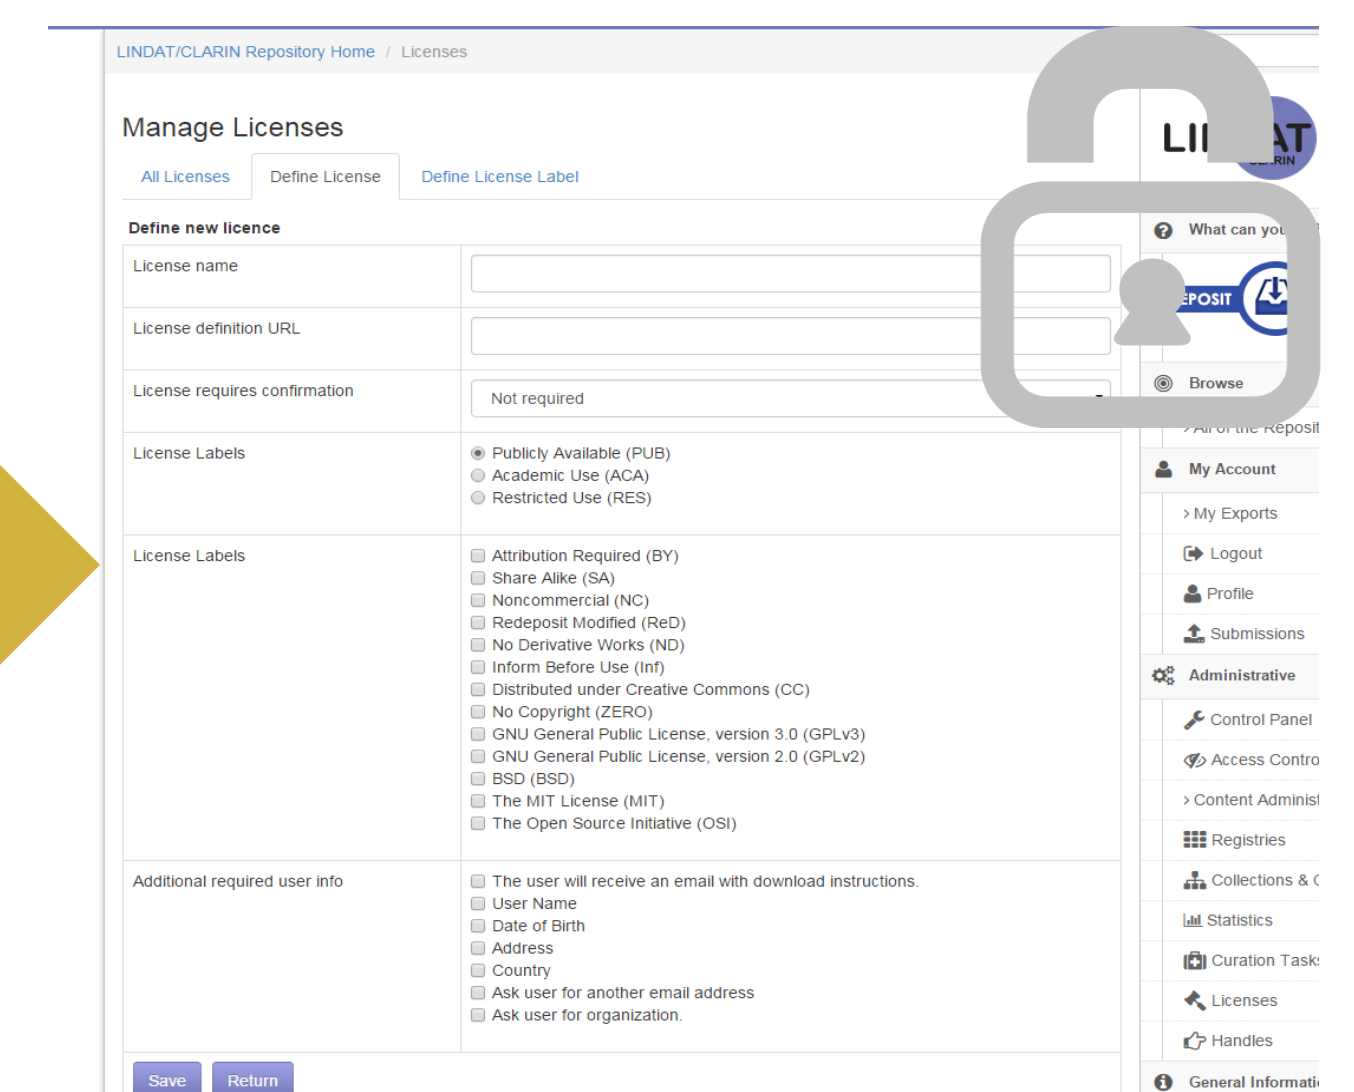 LINDAT/CLARIN Repository Home / Licenses
Manage Licenses
All Licenses Define License Define License Label
Define new licence
License name
License definition URL
License requires confirmation Not required
License Labels
Publicly Available (PUB)
Academic Use (ACA)
Restricted Use (RES)
License Labels
Attribution Required (BY)
Share Alike (SA)
Noncommercial (NC)
Redeposit Modified (ReD)
No Derivative Works (ND)
Inform Before Use (Inf)
Distributed under Creative Commons (CC)
No Copyright (ZERO)
GNU General Public License, version 3.0 (GPLv3)
GNU General Public License, version 2.0 (GPLv2)
BSD (BSD)
The MIT License (MIT)
The Open Source Initiative (OSI)
Additional required user info
The user will receive an email with download instructions.
User Name
Date of Birth
Address
Country
Ask user for another email address
Ask user for organization.
Save Return
What can you
Browse
All of the Reposit
My Account
My Exports
Logout
Profile
Submissions
Administrative
Control Panel
Access Contro
Content Administ
Registries
Collections &
Statistics
Curation Task
Licenses
Handles
General Informati